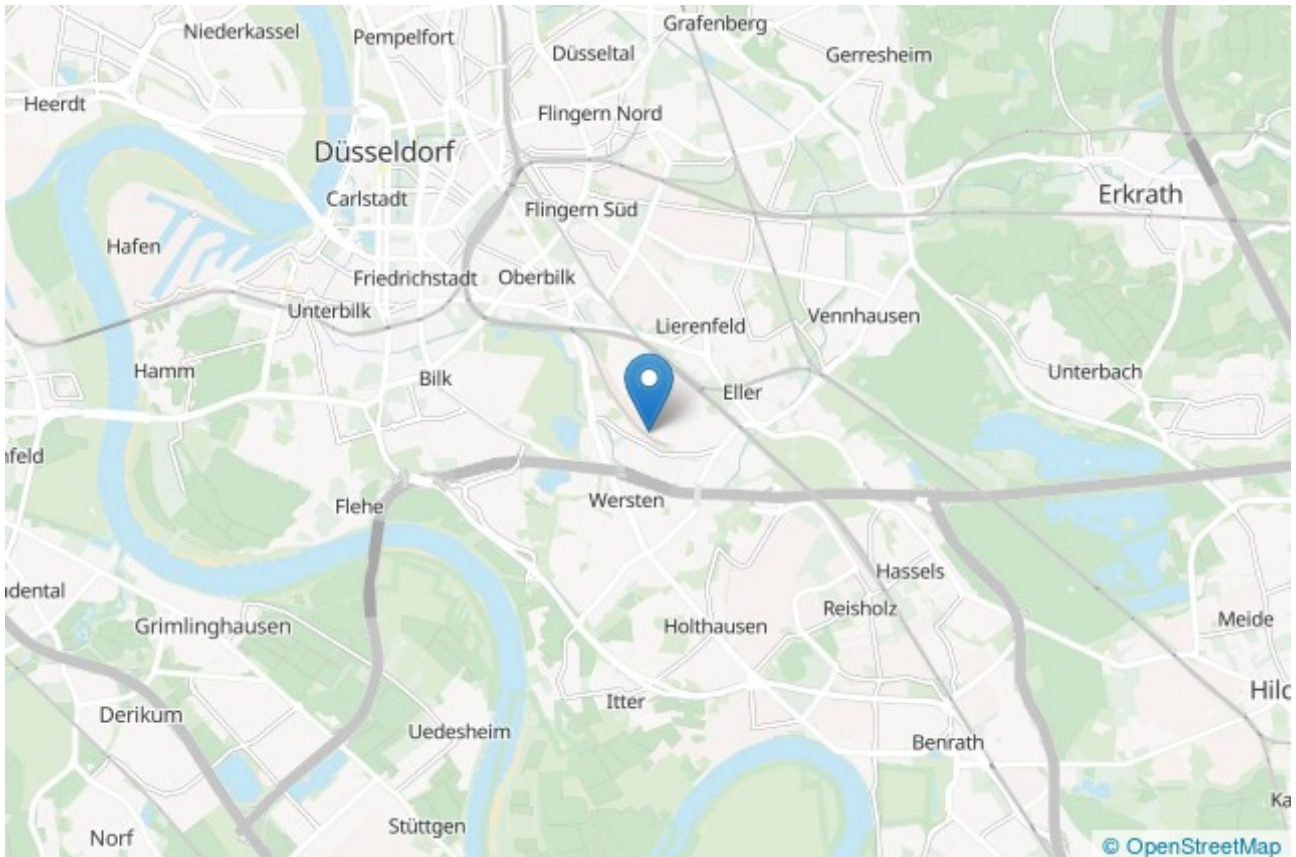 Grafenberg
Niederkassel
Pempelfort
Düsseltal
Gerresheim
Heerdt
Flingern Nord
Düsseldorf
Erkrath
Carlstadt
Flingern Süd
Hafen
Friedrichstadt
Oberbilk
Unterbilk
Vennhausen
Lierenfeld
Hamm
Bilk
Unterbach
Eller
nfeld
Wersten
Flehe
Hassels
ndental
Reisholz
Grimlinghausen
Holthausen
Meide
Hild
Itter
Derikum
Uedesheim
Benrath
Ka
Stüttgen
Norf
© OpenStreetMap